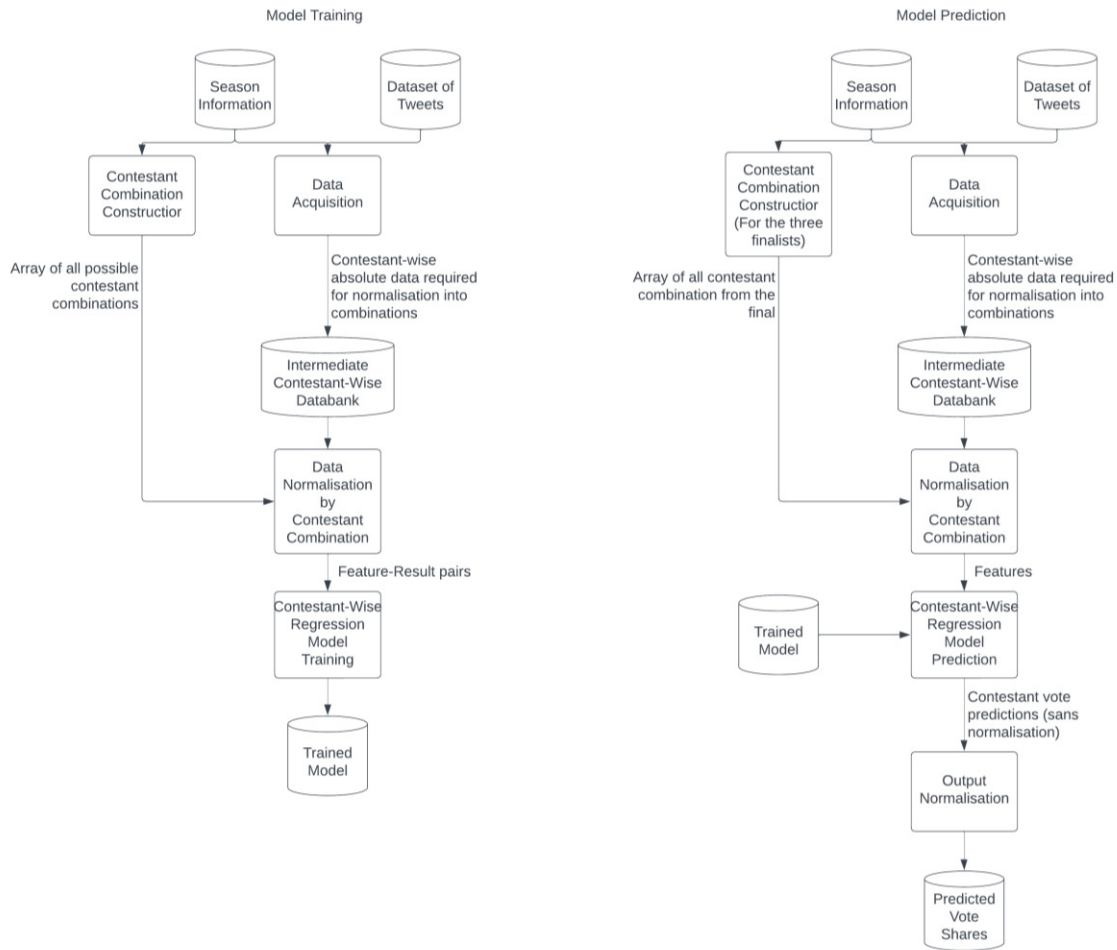 Model Training
Season
Information
Dataset of
Tweets
Contestant
Combination
Constructior
Data
Acquisition
Array of all possible
contestant
combinations
Contestant-wise
absolute data required
for normalisation into
combinations
Intermediate
Contestant-Wise
Databank
Data
Normalisation
by
Contestant
Combination
Feature-Result pairs
Contestant-Wise
Regression
Model
Training
Trained
Model
Model Prediction
Season
Information
Dataset of
Tweets
Contestant
Combination
Constructior
(For the three
finalists)
Data
Acquisition
Array of all contestant
combination from the
final
Contestant-wise
absolute data required
for normalisation into
combinations
Intermediate
Contestant-Wise
Databank
Data
Normalisation
by
Contestant
Combination
Features
Trained
Model
Contestant-Wise
Regression
Model
Prediction
Contestant vote
predictions (sans
normalisation)
Output
Normalisation
Predicted
Vote
Shares